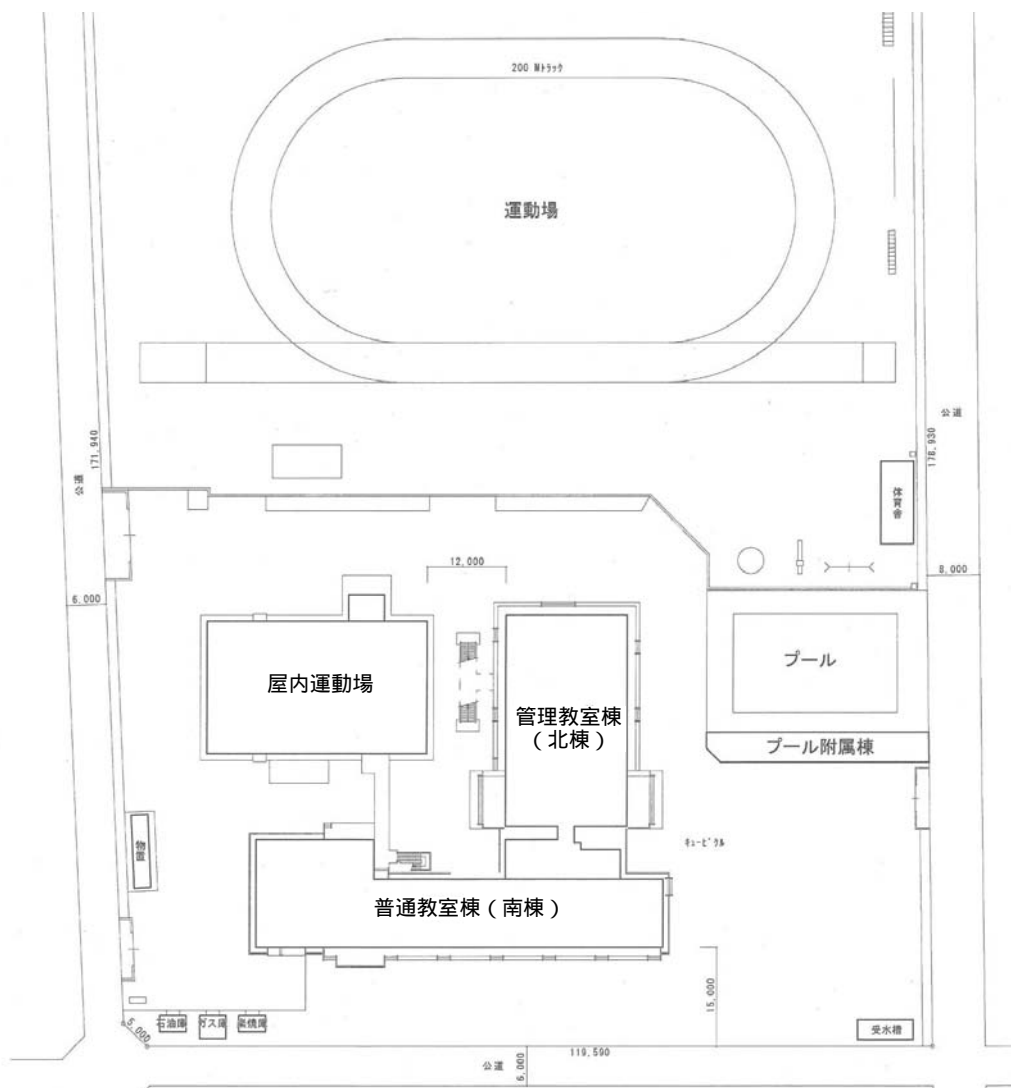 200 Mトラック
運動場
公道
178,930
171,940
公道
体育舎
12,000
8,000
6,000
プール
屋内運動場
管理教室棟
（北棟）
プール附属棟
キュービクル
物置
普通教室棟（南棟）
15,000
石油庫
ガス庫
5,000
受水槽
119,590
公道
6,000